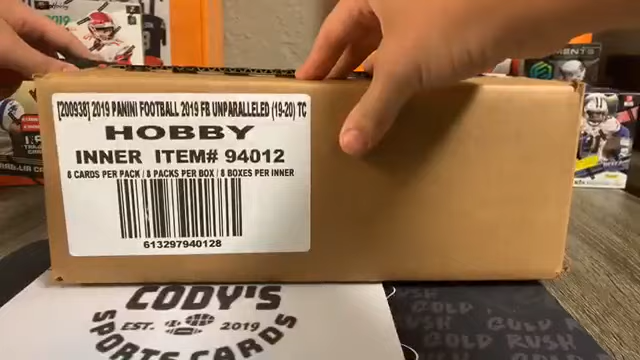 2019
[200938] 2019 PANINI FOOTBALL 2019 FB UNPARALLELED (19-20) TC
HOBBY
INNER ITEM# 94012
8 CARDS PER PACK / 8 PACKS PER BOX / 8 BOXES PER INNER
613297940128
CODY'S
EST. 2019
SPORTS CARDS
GOLD RUSH